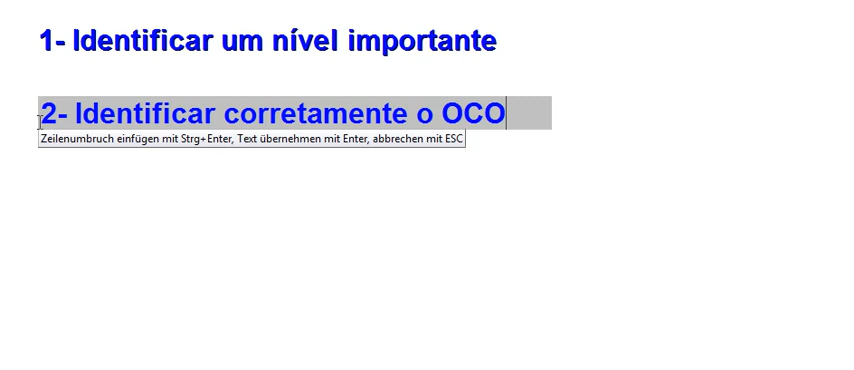 1- Identificar um nível importante
2- Identificar corretamente o OCO
Zeilenumbruch einfügen mit Strg+Enter, Text übernehmen mit Enter, abbrechen mit ESC